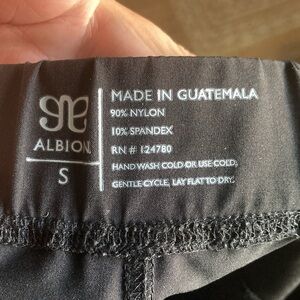 ALBION
S
MADE IN GUATEMALA
90% NYLON
10% SPANDEX
RN # 124780
HAND WASH COLD OR USE COLD,
GENTLE CYCLE, LAY FLAT TO DRY.